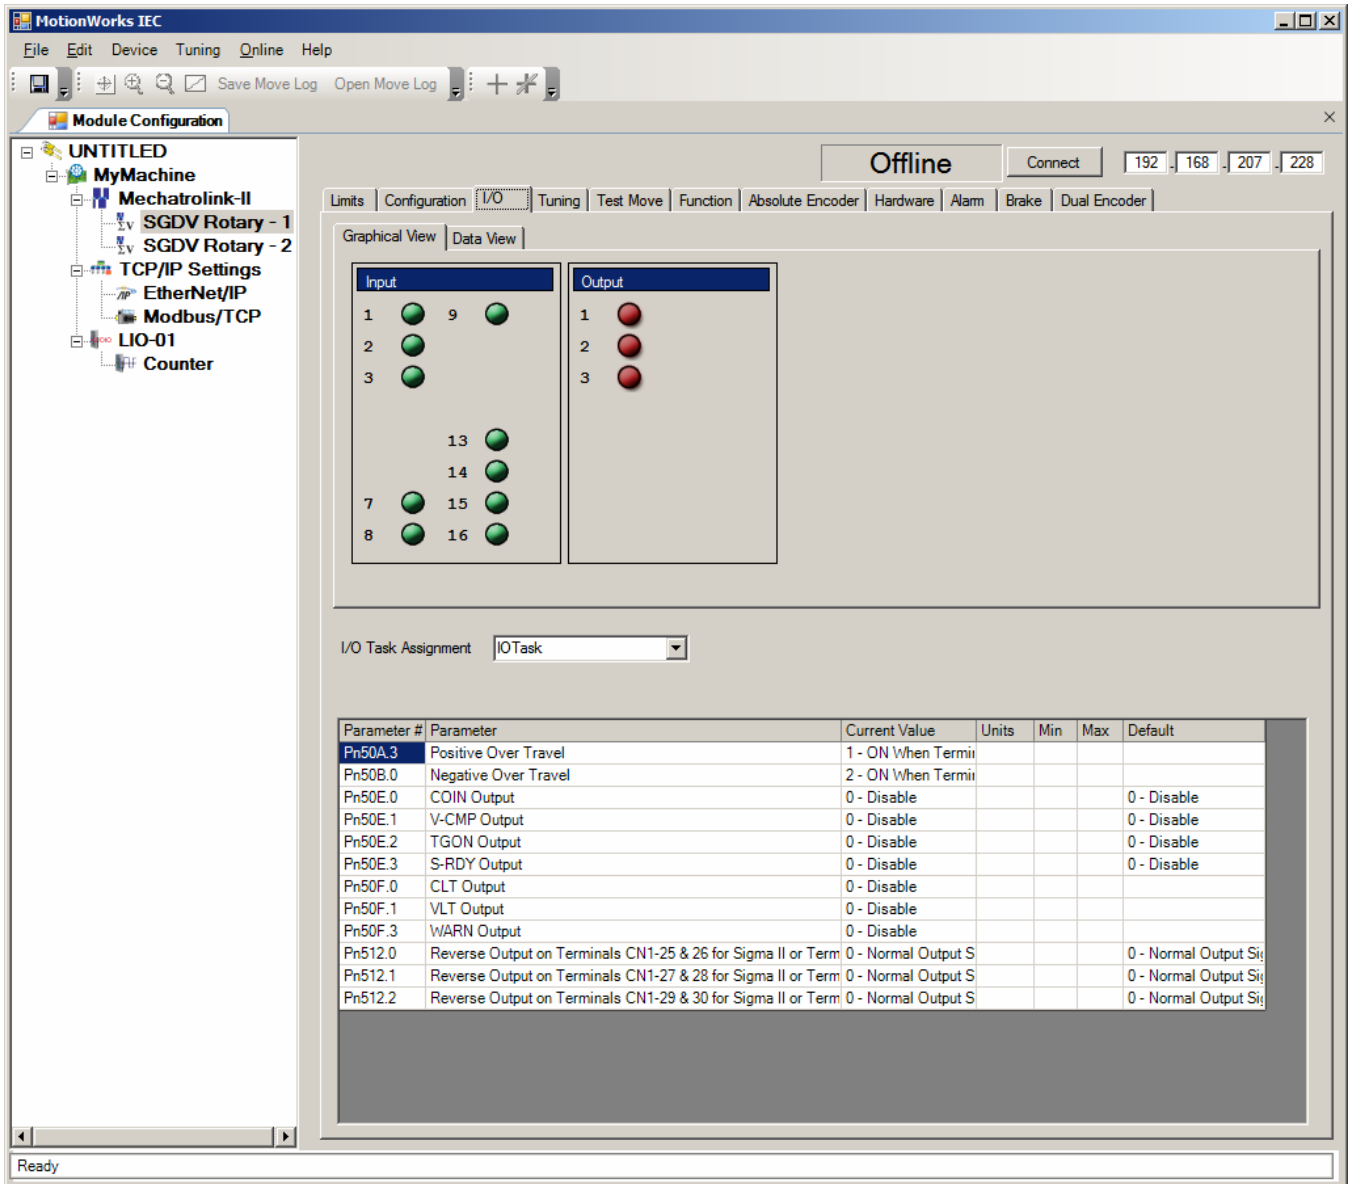 MotionWorks IEC
File Edit Device Tuning Online Help
Save Move Log Open Move Log
Module Configuration
UNTITLED
MyMachine
Mechatrolink-II
SGDV Rotary - 1
SGDV Rotary - 2
TCP/IP Settings
EtherNet/IP
Modbus/TCP
LIO-01
Counter
Offline Connect 192 . 168 . 207 . 228
Limits Configuration I/O Tuning Test Move Function Absolute Encoder Hardware Alarm Brake Dual Encoder
Graphical View Data View
Input
1 9
2
3
13
14
7 15
8 16
Output
1
2
3
I/O Task Assignment IOTask
Parameter # Parameter Current Value Units Min Max Default
Pn50A.3 Positive Over Travel 1 - ON When Termin
Pn50B.0 Negative Over Travel 2 - ON When Termin
Pn50E.0 COIN Output 0 - Disable 0 - Disable
Pn50E.1 V-CMP Output 0 - Disable 0 - Disable
Pn50E.2 TGON Output 0 - Disable 0 - Disable
Pn50E.3 S-RDY Output 0 - Disable 0 - Disable
Pn50F.0 CLT Output 0 - Disable
Pn50F.1 VLT Output 0 - Disable
Pn50F.3 WARN Output 0 - Disable
Pn512.0 Reverse Output on Terminals CN1-25 & 26 for Sigma II or Term 0 - Normal Output S 0 - Normal Output Sig
Pn512.1 Reverse Output on Terminals CN1-27 & 28 for Sigma II or Term 0 - Normal Output S 0 - Normal Output Sig
Pn512.2 Reverse Output on Terminals CN1-29 & 30 for Sigma II or Term 0 - Normal Output S 0 - Normal Output Sig
Ready